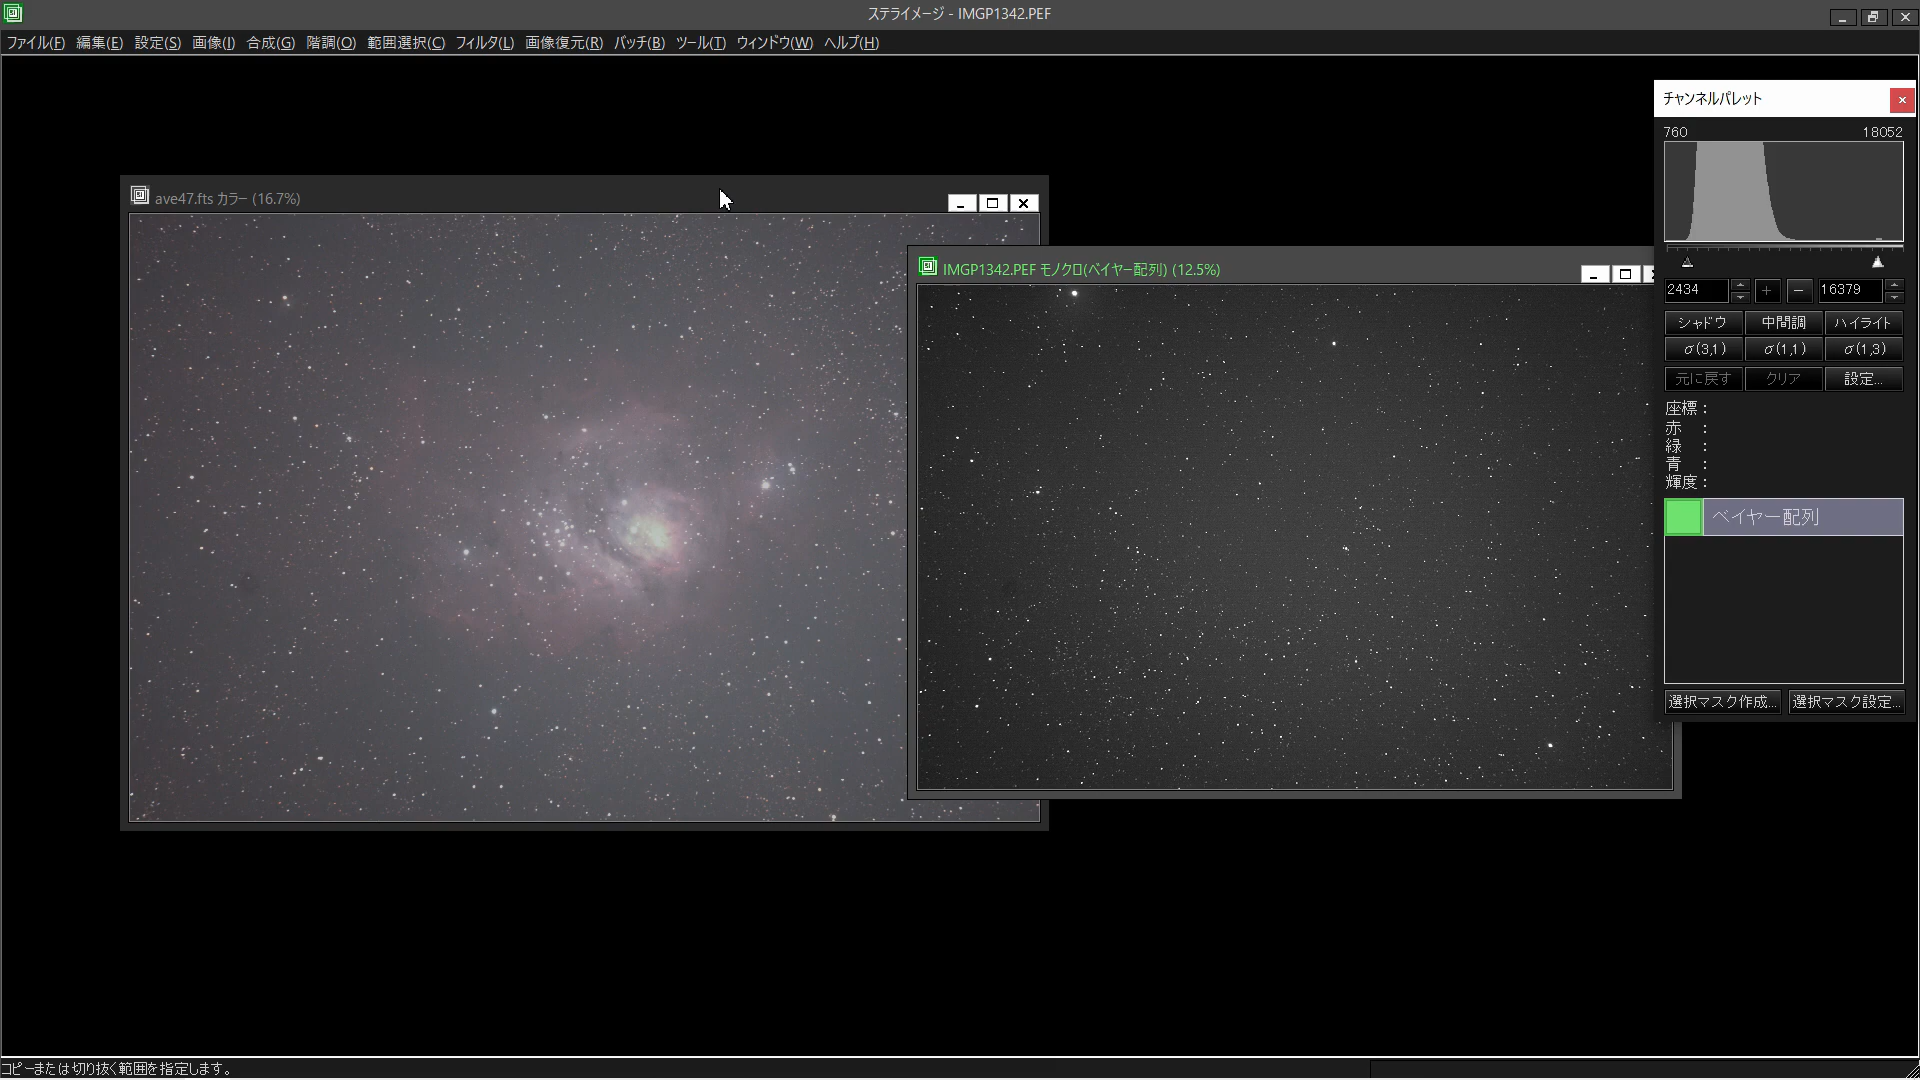 ステライメージ - IMGP1342.PEF
ファイル(F) 編集(E) 設定(S) 画像(I) 合成(G) 階調(O) 範囲選択(C) フィルタ(L) 画像復元(R) バッチ(B) ツール(T) ウィンドウ(W) ヘルプ(H)
ave47.fts カラー (16.7%)
IMGP1342.PEF モノクロ(ベイヤー配列) (12.5%)
チャンネルパレット
760 18052
2434 + − 16379
シャドウ 中間調 ハイライト
σ(3,1) σ(1,1) σ(1,3)
元に戻す クリア 設定...
座標 :
赤 :
緑 :
青 :
輝度 :
ベイヤー配列
選択マスク作成... 選択マスク設定...
コピーまたは切り抜く範囲を指定します。